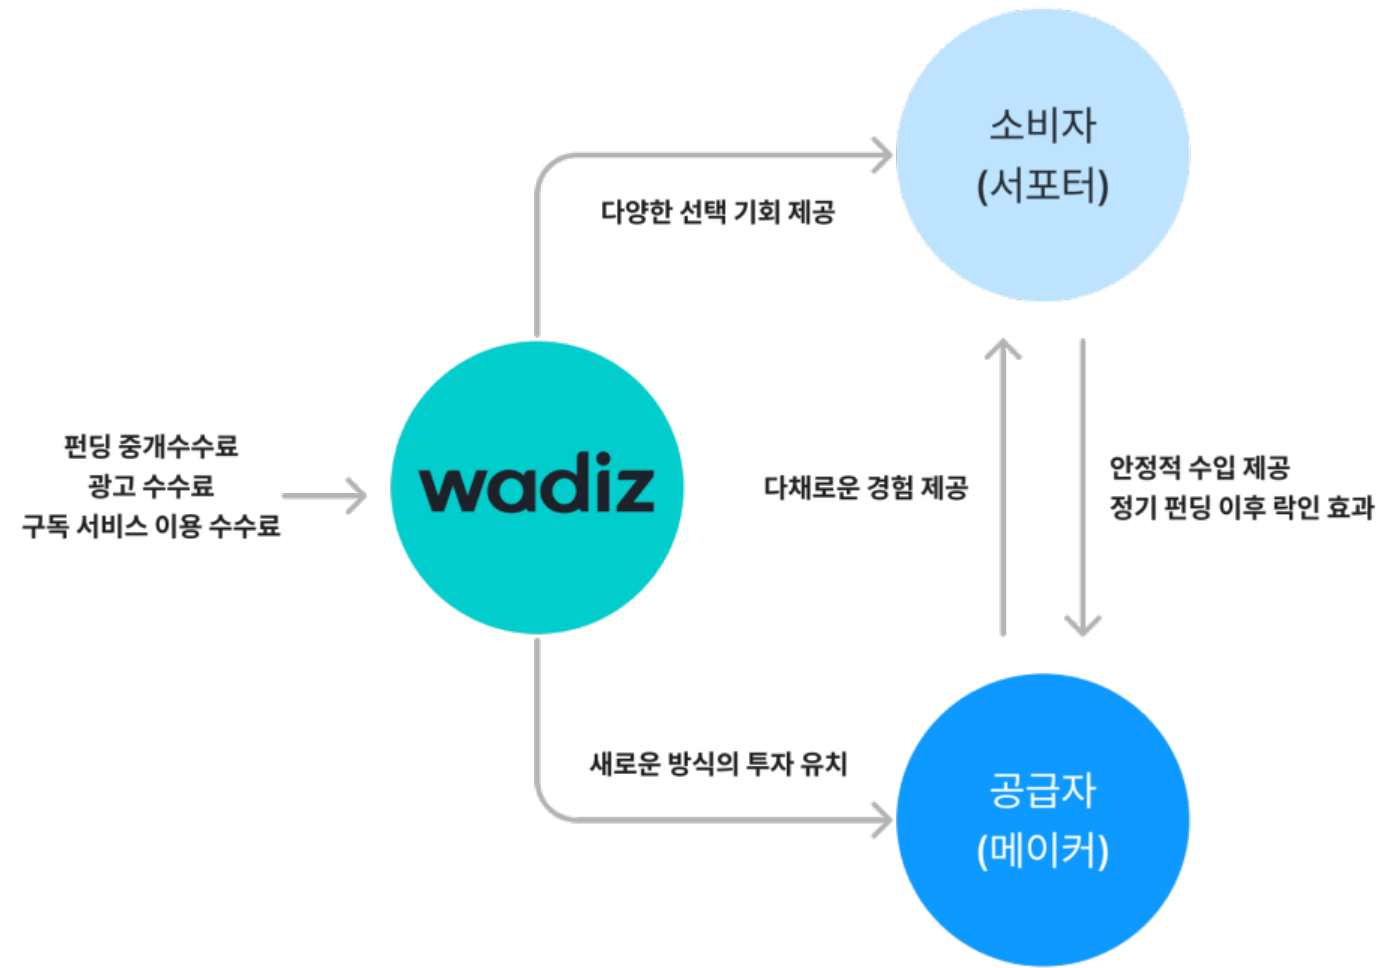 소비자
(서포터)
다양한 선택 기회 제공
펀딩 중개수수료
광고 수수료
구독 서비스 이용 수수료
wadiz
다채로운 경험 제공
안정적 수입 제공
정기 펀딩 이후 락인 효과
새로운 방식의 투자 유치
공급자
(메이커)